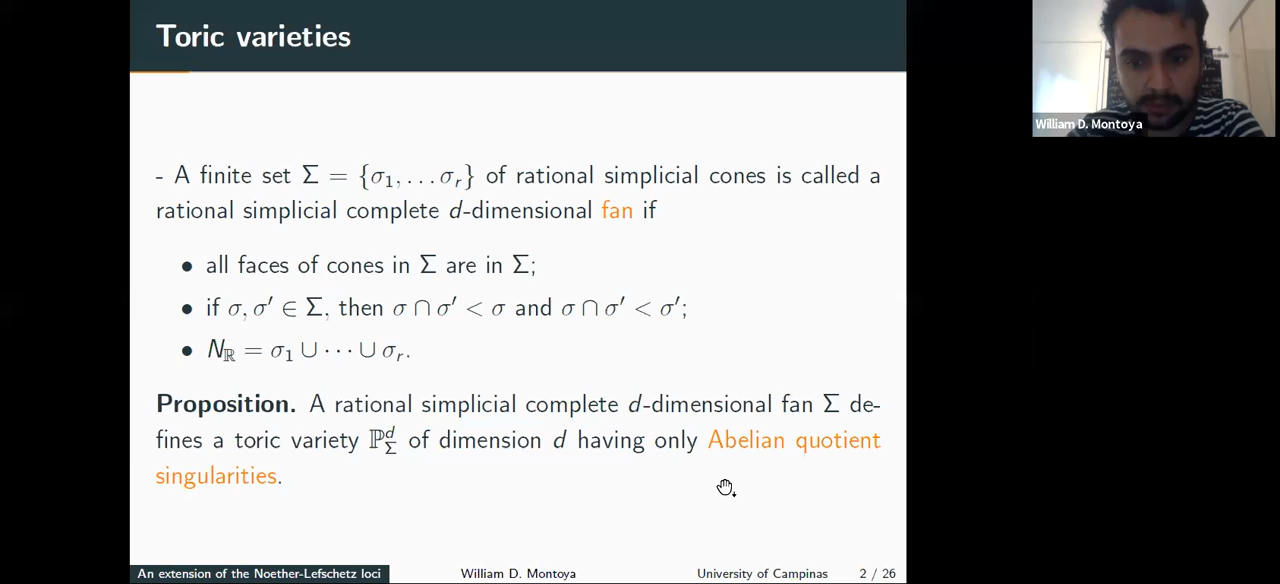 Toric varieties
William D. Montoya
- A finite set Σ = {σ₁, . . . σᵣ} of rational simplicial cones is called a
rational simplicial complete d-dimensional fan if
• all faces of cones in Σ are in Σ;
• if σ, σ′ ∈ Σ, then σ ∩ σ′ < σ and σ ∩ σ′ < σ′;
• N_ℝ = σ₁ ∪ · · · ∪ σᵣ.
Proposition. A rational simplicial complete d-dimensional fan Σ de-
fines a toric variety ℙ^d_Σ of dimension d having only Abelian quotient
singularities.
An extension of the Noether-Lefschetz loci William D. Montoya University of Campinas 2 / 26